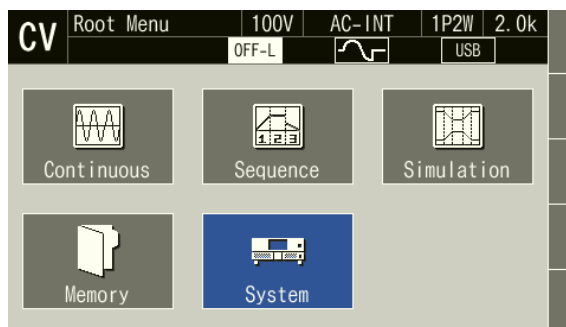 CV Root Menu 100V AC-INT 1P2W 2.0k
OFF-L USB
1 2 3
Continuous Sequence Simulation
Memory System